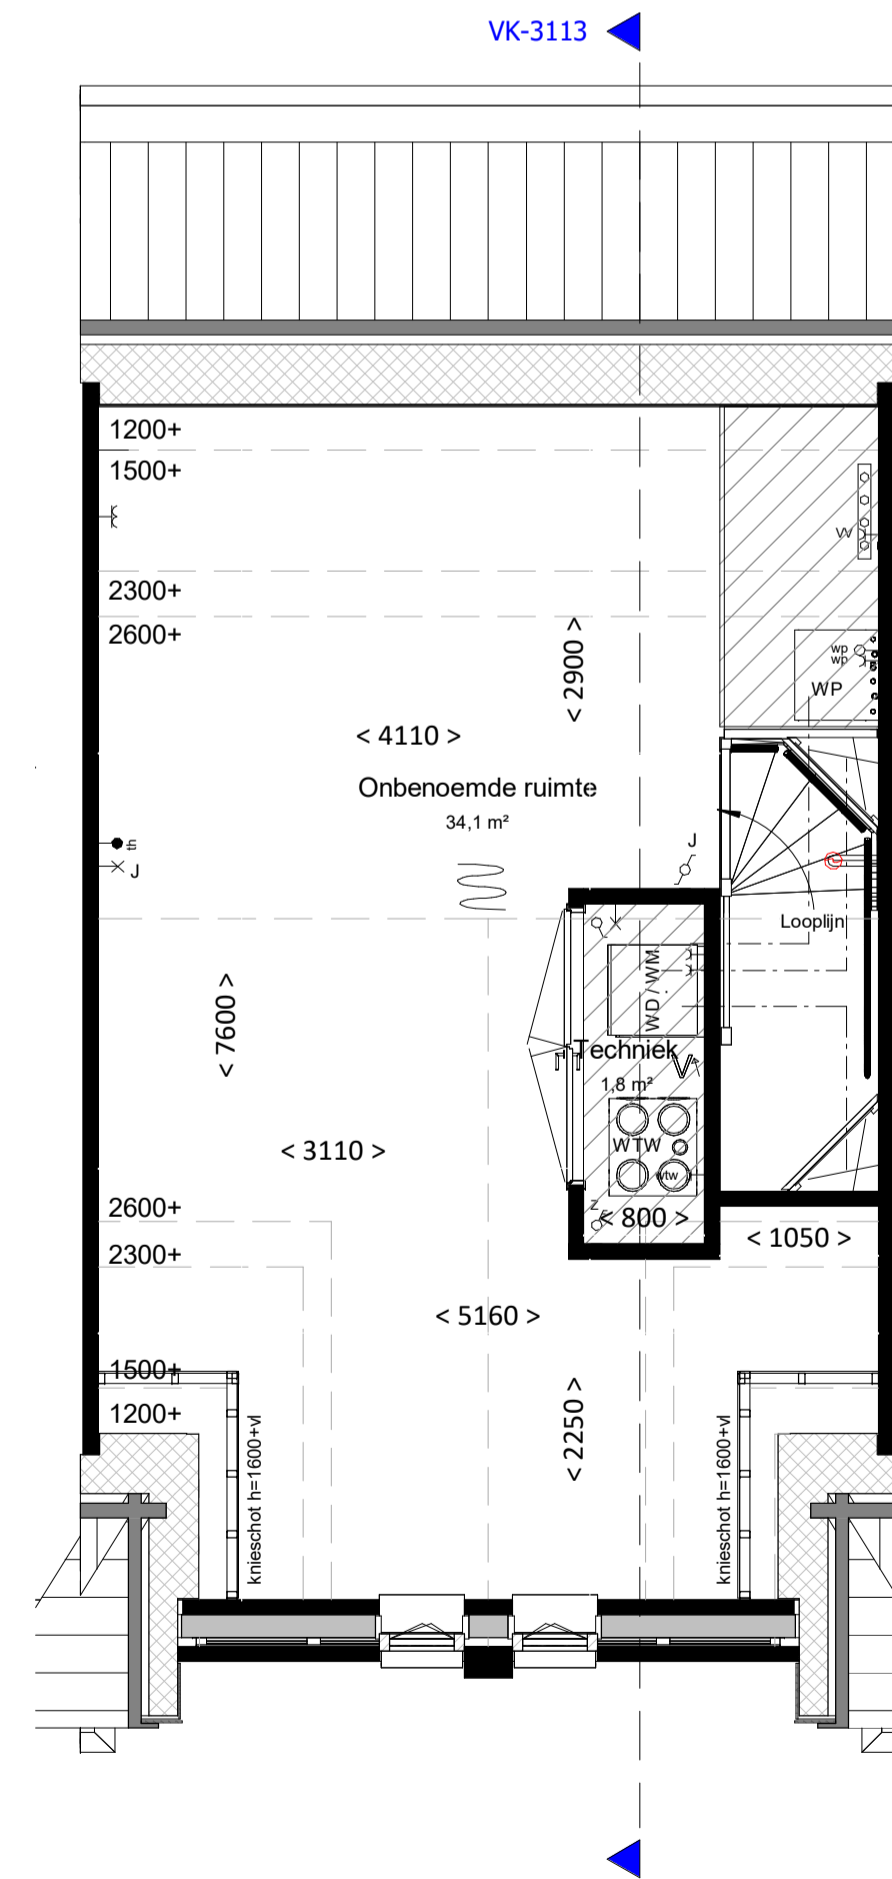 VK-3113
1200+
1500+
VV
2300+
2600+
< 2900 >
wp
wp
WP
< 4110 >
Onbenoemde ruimte
34,1 m²
J
th
J
Looplijn
WD / WM
< 7600 >
Techniek
V
1,8 m²
WTW
< 3110 >
wtw
2600+
Z
< 800 >
< 1050 >
2300+
< 5160 >
1500+
1200+
< 2250 >
knieschot h=1600+vl
knieschot h=1600+vl